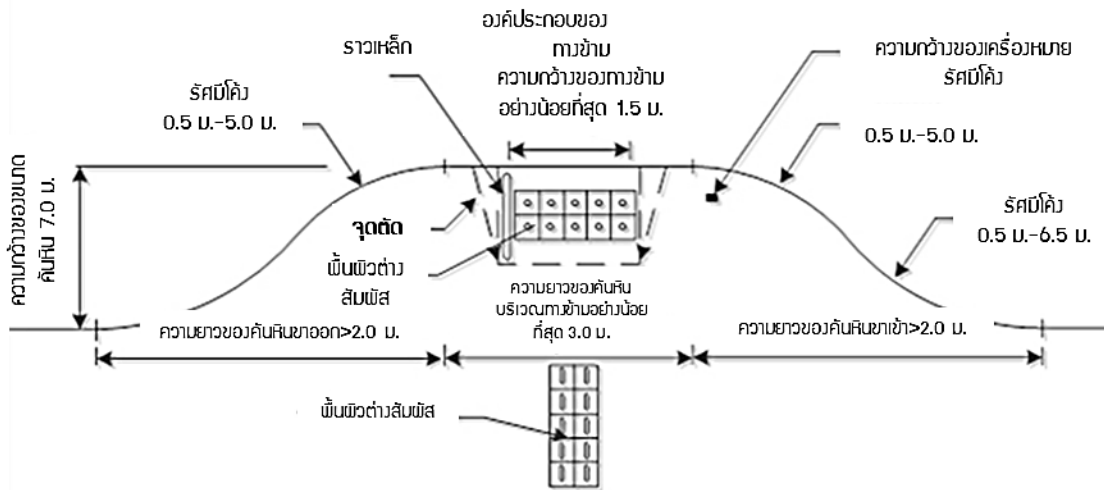 องค์ประกอบของ
ทางข้าม
ความกว้างของทางข้าม
อย่างน้อยที่สุด 1.5 ม.
ราวเหล็ก
ความกว้างของเครื่องหมาย
รัศมีโค้ง
รัศมีโค้ง
0.5 ม.-5.0 ม.
0.5 ม.-5.0 ม.
ความกว้างของขนาด
คันหิน 7.0 ม.
จุดตัด
รัศมีโค้ง
0.5 ม.-6.5 ม.
พื้นผิวต่าง
สัมผัส
ความยาวของคันหิน
บริเวณทางข้ามอย่างน้อย
ที่สุด 3.0 ม.
ความยาวของคันหินขาออก>2.0 ม.
ความยาวของคันหินขาเข้า>2.0 ม.
พื้นผิวต่างสัมผัส